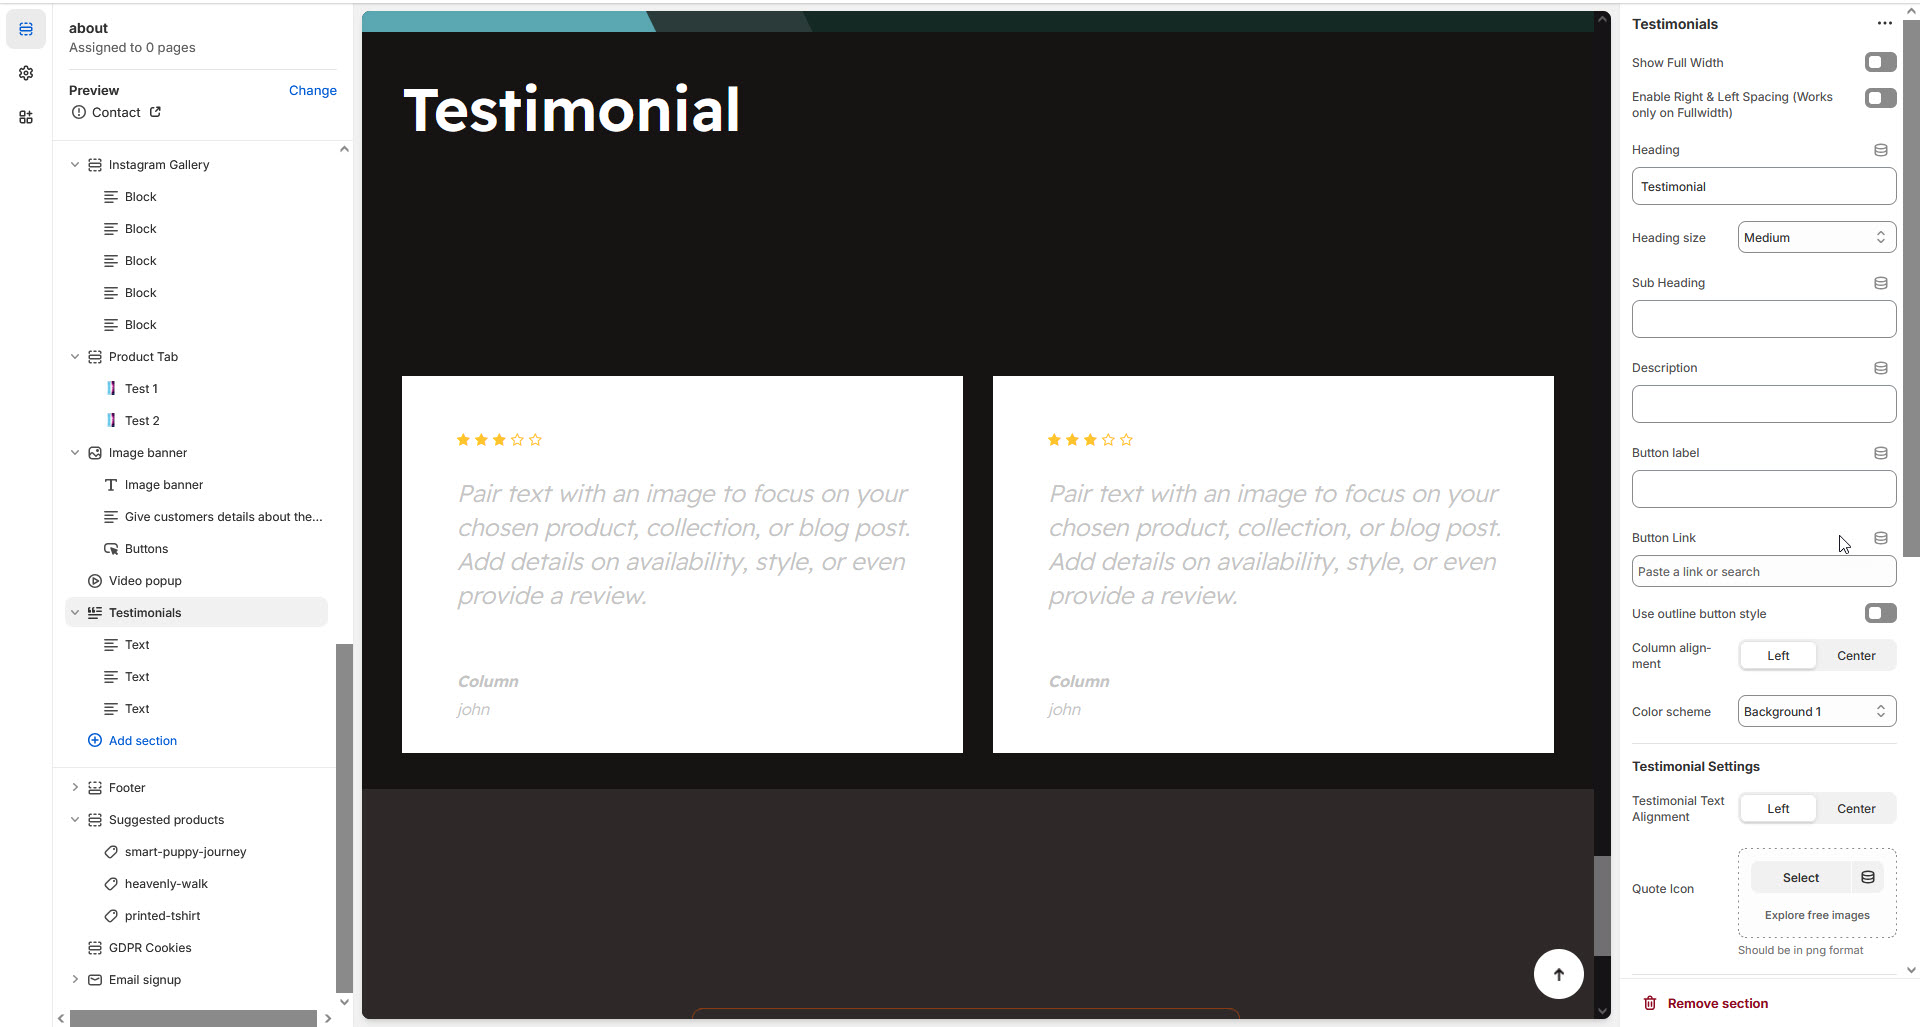 about
Assigned to 0 pages
Preview
Change
Contact
Instagram Gallery
Block
Block
Block
Block
Block
Product Tab
Test 1
Test 2
Image banner
Image banner
Give customers details about the...
Buttons
Video popup
Testimonials
Text
Text
Text
Add section
Footer
Suggested products
smart-puppy-journey
heavenly-walk
printed-tshirt
GDPR Cookies
Email signup
Testimonial
Pair text with an image to focus on your
chosen product, collection, or blog post.
Add details on availability, style, or even
provide a review.
Column
john
Pair text with an image to focus on your
chosen product, collection, or blog post.
Add details on availability, style, or even
provide a review.
Column
john
Testimonials
Show Full Width
Enable Right & Left Spacing (Works
only on Fullwidth)
Heading
Testimonial
Heading size
Medium
Sub Heading
Description
Button label
Button Link
Paste a link or search
Use outline button style
Column align-
ment
Left
Center
Color scheme
Background 1
Testimonial Settings
Testimonial Text
Alignment
Left
Center
Quote Icon
Select
Explore free images
Should be in png format
Remove section